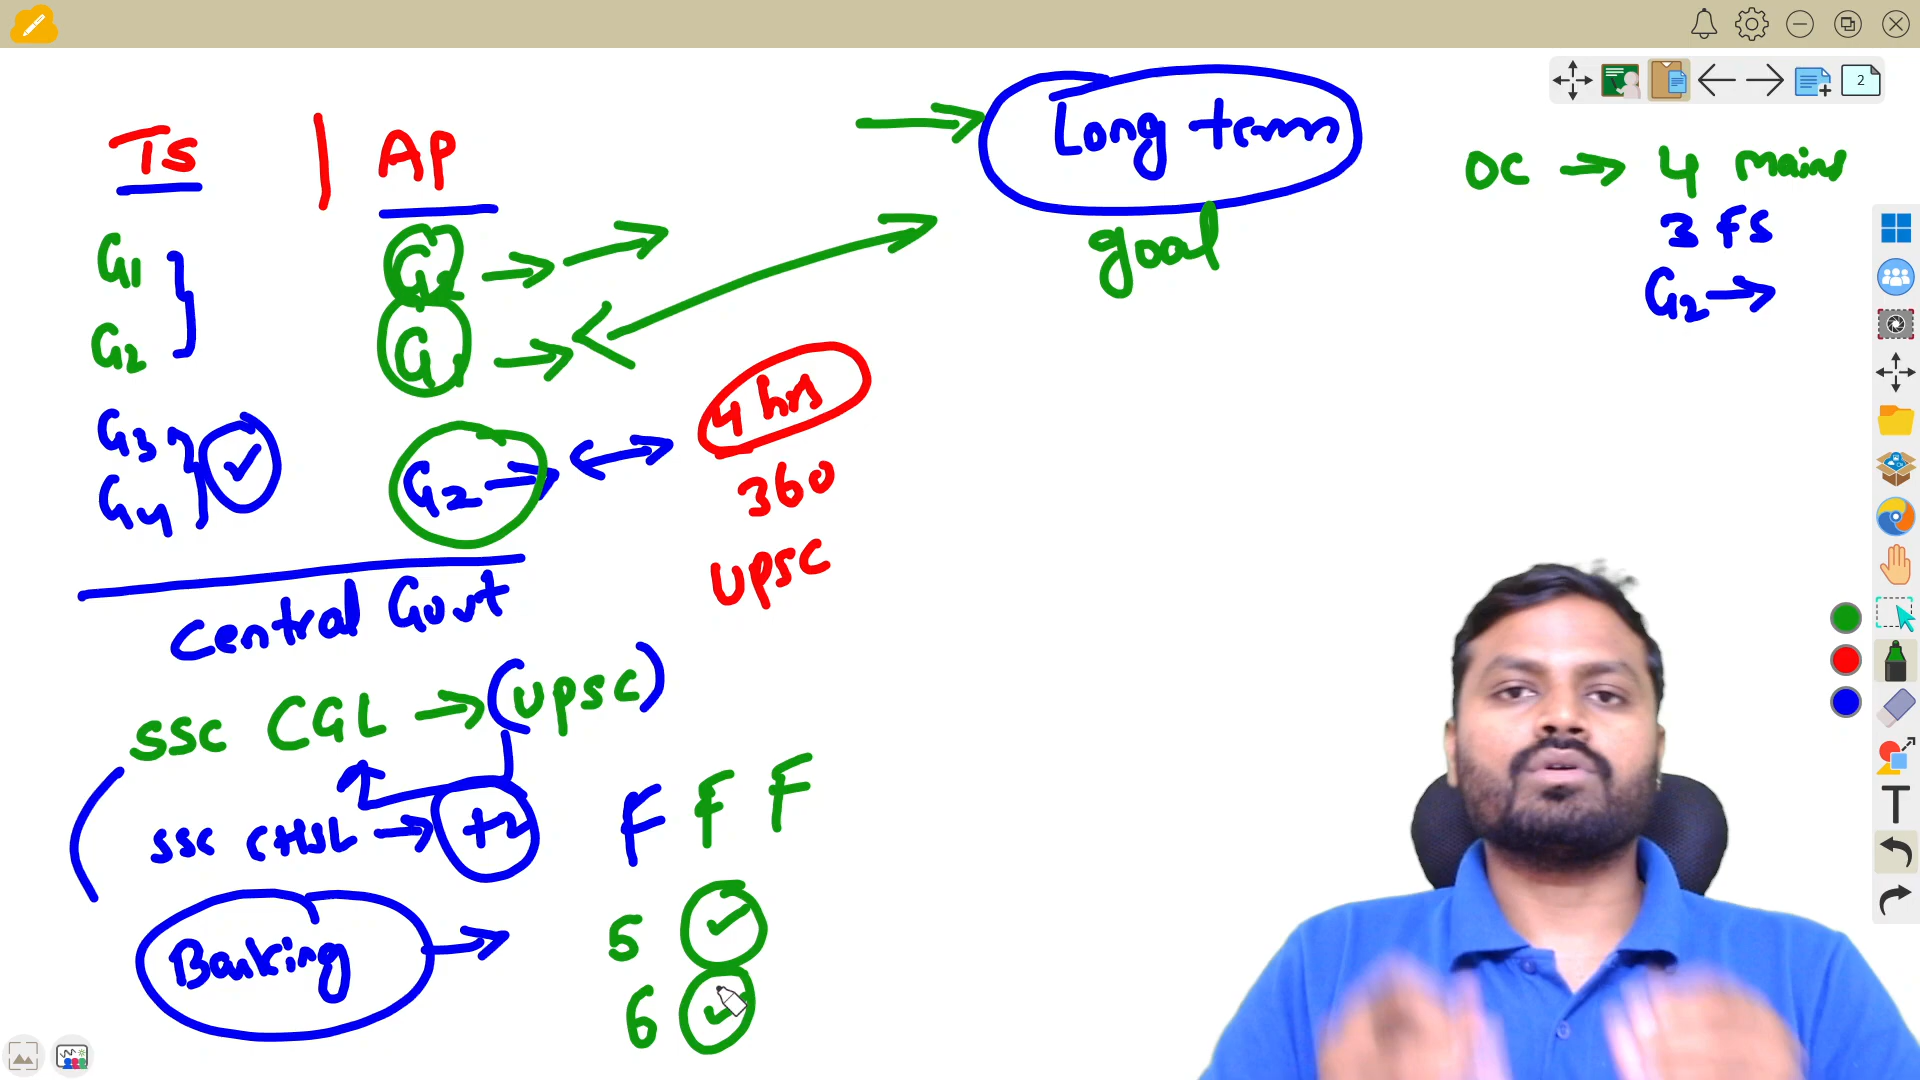 TS | AP
G1
G2
G3
G4
G1
G
G2
Long term
goal
4 hrs
360
UPSC
OC → 4 Mains
3 FS
G2 →
Central Govt
SSC CGL → (UPSC)
SSC CHSL → +2
Banking →
F F F
5
6
2
T